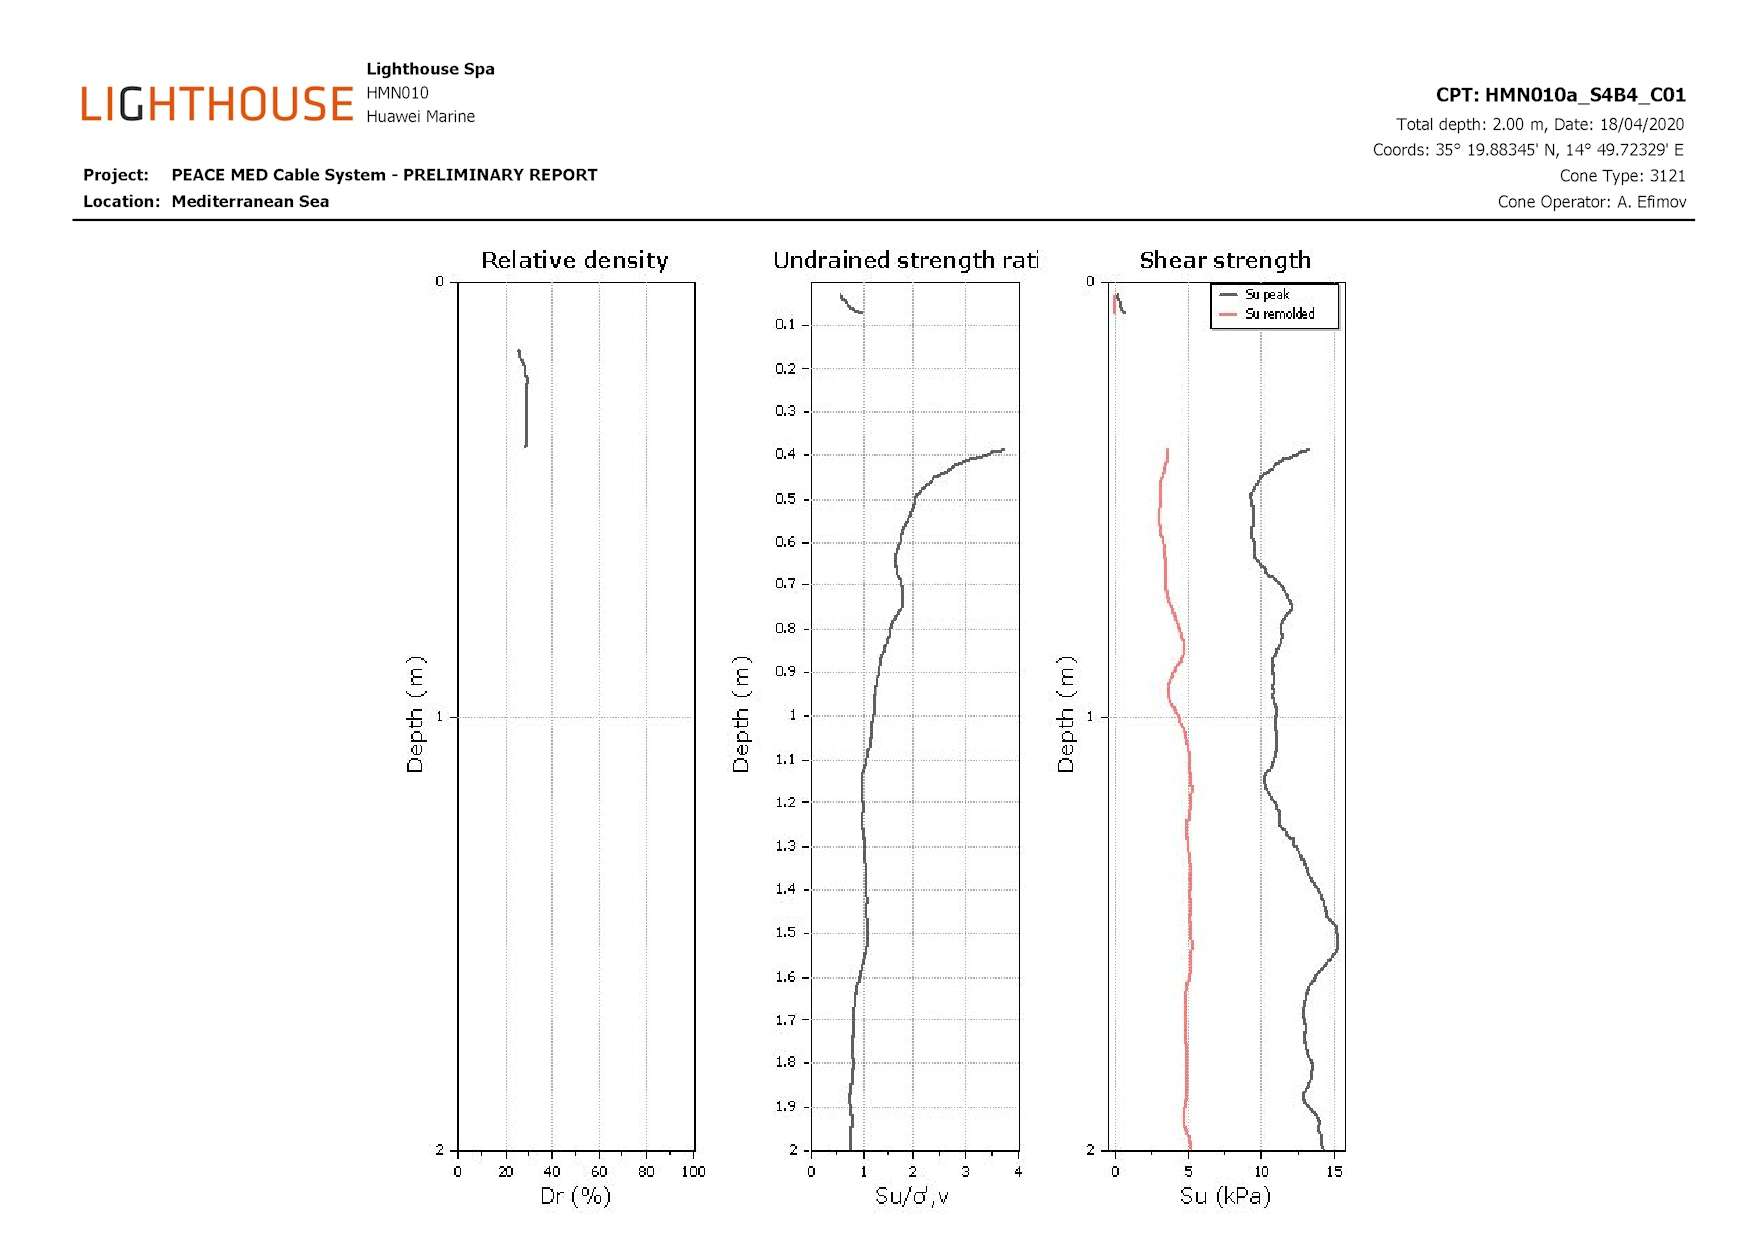 LIGHTHOUSE
Lighthouse Spa
HMN010
Huawei Marine
Project: PEACE MED Cable System - PRELIMINARY REPORT
Location: Mediterranean Sea
CPT: HMN010a_S4B4_C01
Total depth: 2.00 m, Date: 18/04/2020
Coords: 35° 19.88345' N, 14° 49.72329' E
Cone Type: 3121
Cone Operator: A. Efimov
Relative density
0
1
2
Depth (m)
0 20 40 60 80 100
Dr (%)
Undrained strength rati
0.1
0.2
0.3
0.4
0.5
0.6
0.7
0.8
0.9
1
1.1
1.2
1.3
1.4
1.5
1.6
1.7
1.8
1.9
2
Depth (m)
0 1 2 3 4
Su/σ',v
Shear strength
Su peak
Su remolded
0
1
2
Depth (m)
0 5 10 15
Su (kPa)